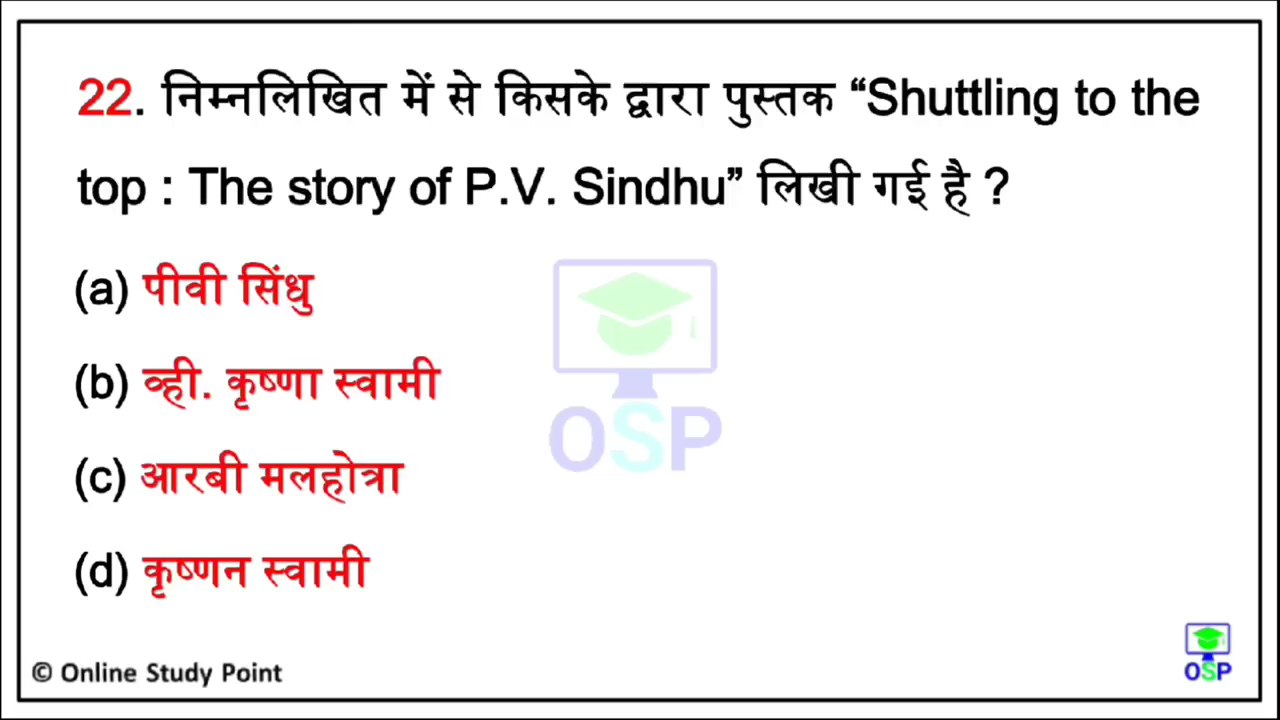 22. निम्नलिखित में से किसके द्वारा पुस्तक “Shuttling to the
top : The story of P.V. Sindhu” लिखी गई है ?
(a) पीवी सिंधु
(b) व्ही. कृष्णा स्वामी
(c) आरबी मलहोत्रा
(d) कृष्णन स्वामी
OSP
OSP
© Online Study Point